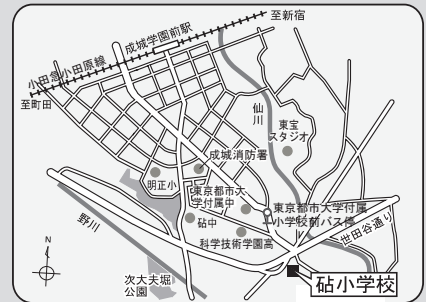 至新宿
成城学園前駅
小田急小田原線
至町田
仙川
東宝
スタジオ
成城消防署
明正小
東京都市大
学付属中
砧中
東京都市大学付属
小学校前バス停
世田谷通り
科学技術学園高
野川
N
次大夫堀
公園
砧小学校